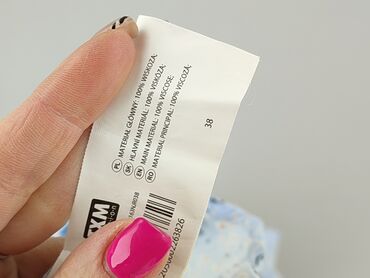 PL MATERIAŁ GŁÓWNY: 100% WISKOZA;
SK HLAVNÍ MATERIÁL: 100% VISKÓZA;
EN MAIN MATERIAL: 100% VISCOSE;
RO MATERIAL PRINCIPAL: 100% VISCOZĂ;
38